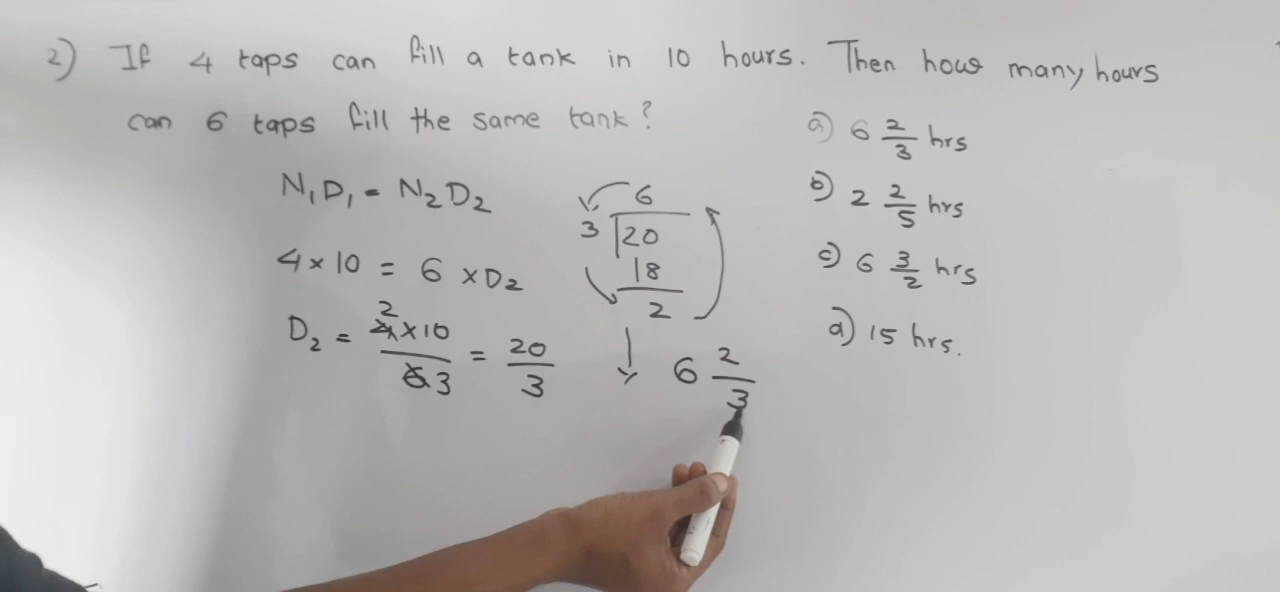 2) If 4 taps can fill a tank in 10 hours. Then how many hours
can 6 taps fill the same tank?
a) 6 2/3 hrs
b) 2 2/5 hrs
c) 6 3/2 hrs
d) 15 hrs.
N₁D₁ = N₂D₂
4 × 10 = 6 × D₂
D₂ = 2 4 × 10 / 6 3 = 20/3
6
3 20
18
2
6 2/3